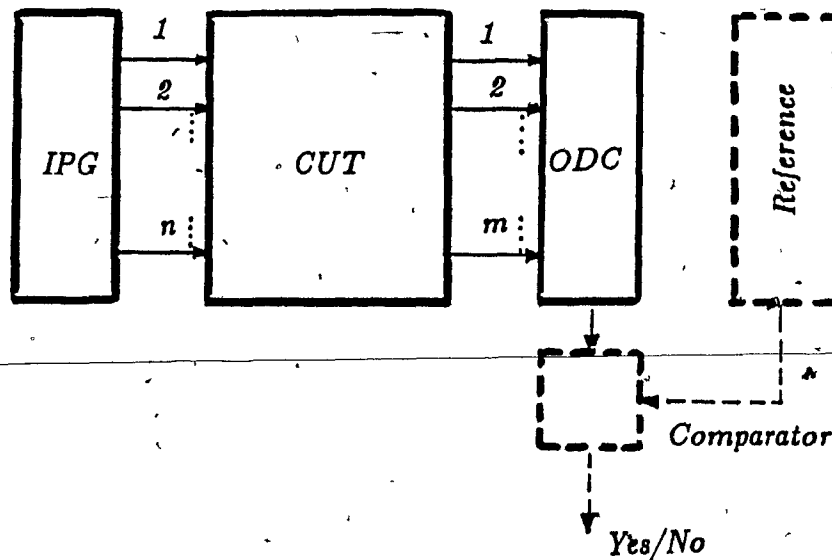 1 1
2 2
IPG CUT ODC Reference
n m
Comparator
Yes/No